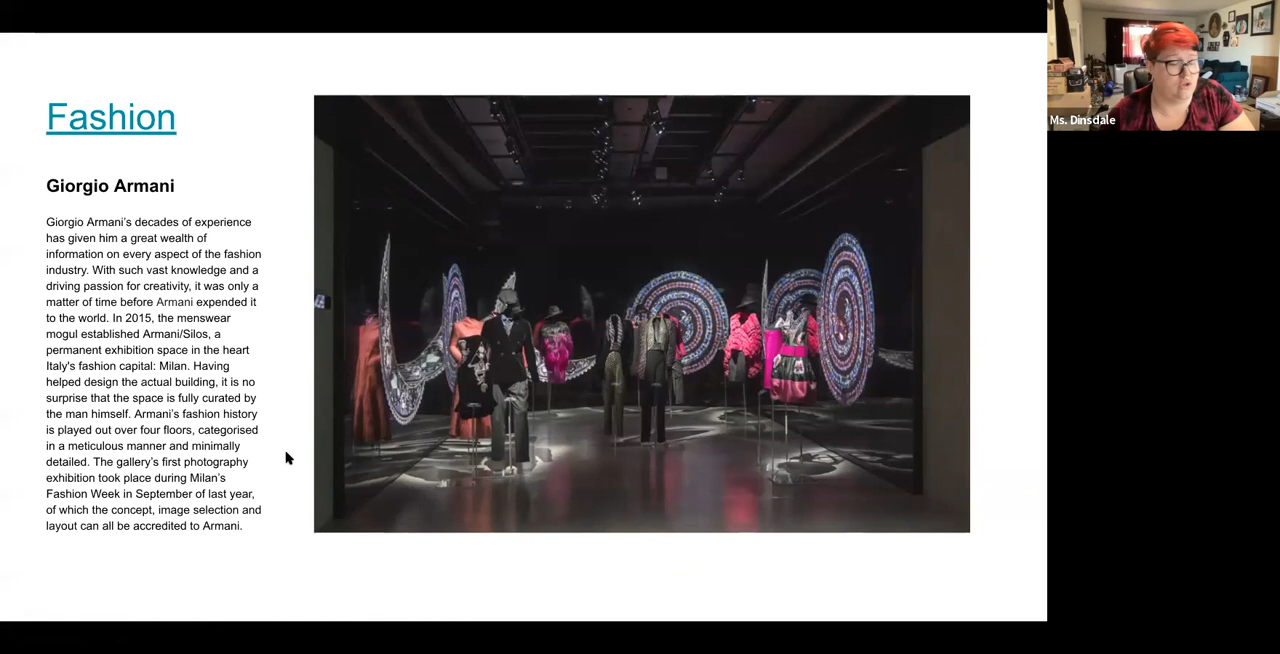 Fashion
Giorgio Armani
Giorgio Armani's decades of experience
has given him a great wealth of
information on every aspect of the fashion
industry. With such vast knowledge and a
driving passion for creativity, it was only a
matter of time before Armani expended it
to the world. In 2015, the menswear
mogul established Armani/Silos, a
permanent exhibition space in the heart
Italy's fashion capital: Milan. Having
helped design the actual building, it is no
surprise that the space is fully curated by
the man himself. Armani's fashion history
is played out over four floors, categorised
in a meticulous manner and minimally
detailed. The gallery's first photography
exhibition took place during Milan's
Fashion Week in September of last year,
of which the concept, image selection and
layout can all be accredited to Armani.
Ms. Dinsdale